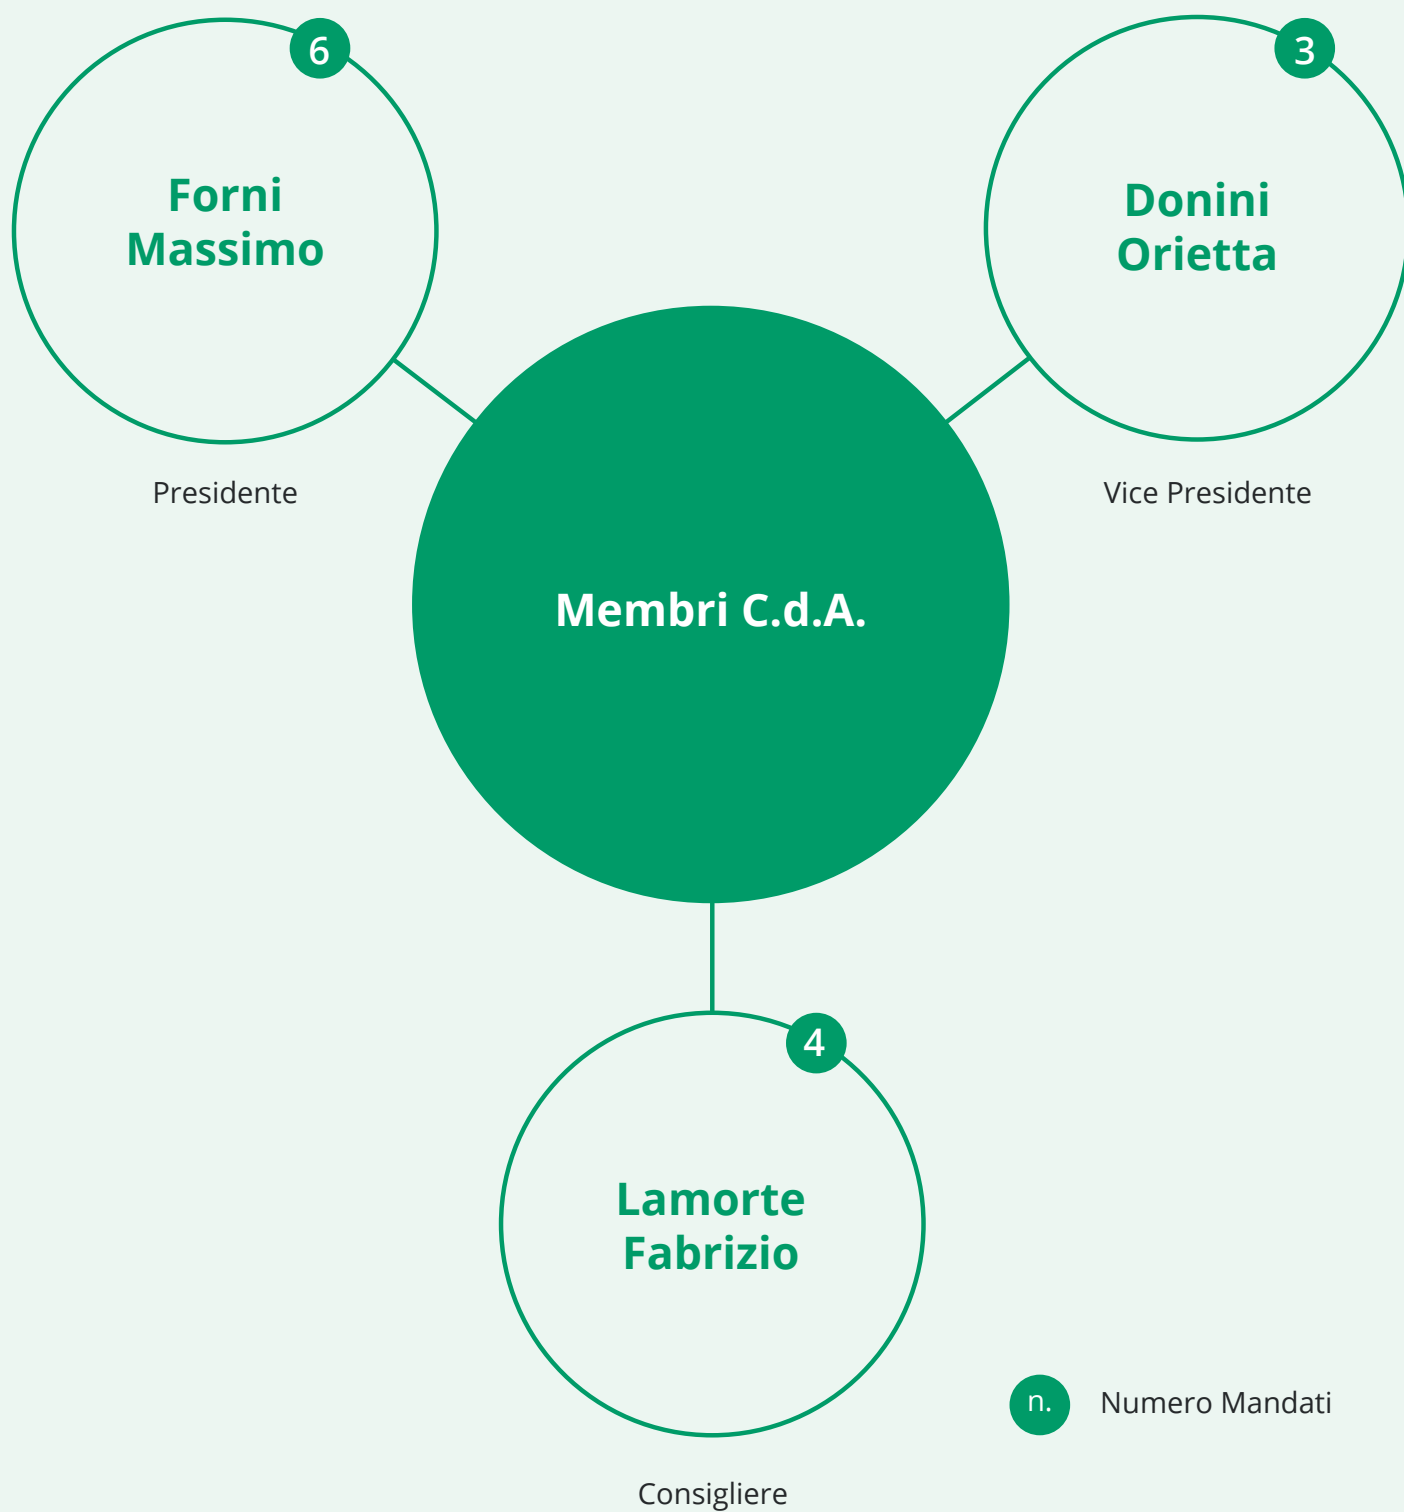 6
Forni
Massimo
Presidente
3
Donini
Orietta
Vice Presidente
Membri C.d.A.
4
Lamorte
Fabrizio
Consigliere
n.
Numero Mandati